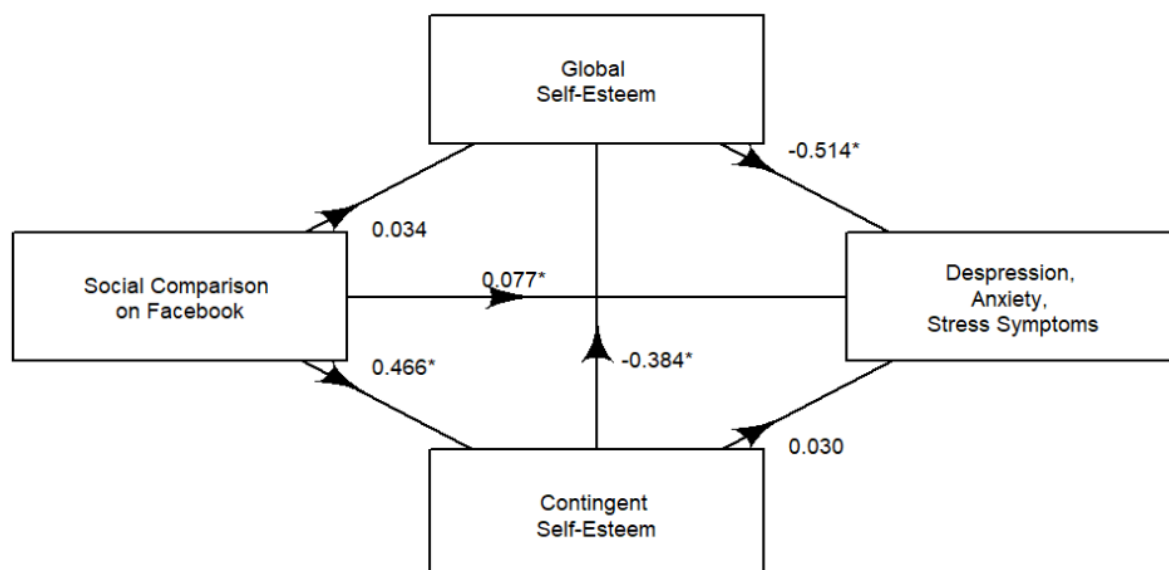 Global
Self-Esteem
-0.514*
0.034
Social Comparison
on Facebook
0.077*
Despression,
Anxiety,
Stress Symptoms
0.466*
-0.384*
0.030
Contingent
Self-Esteem